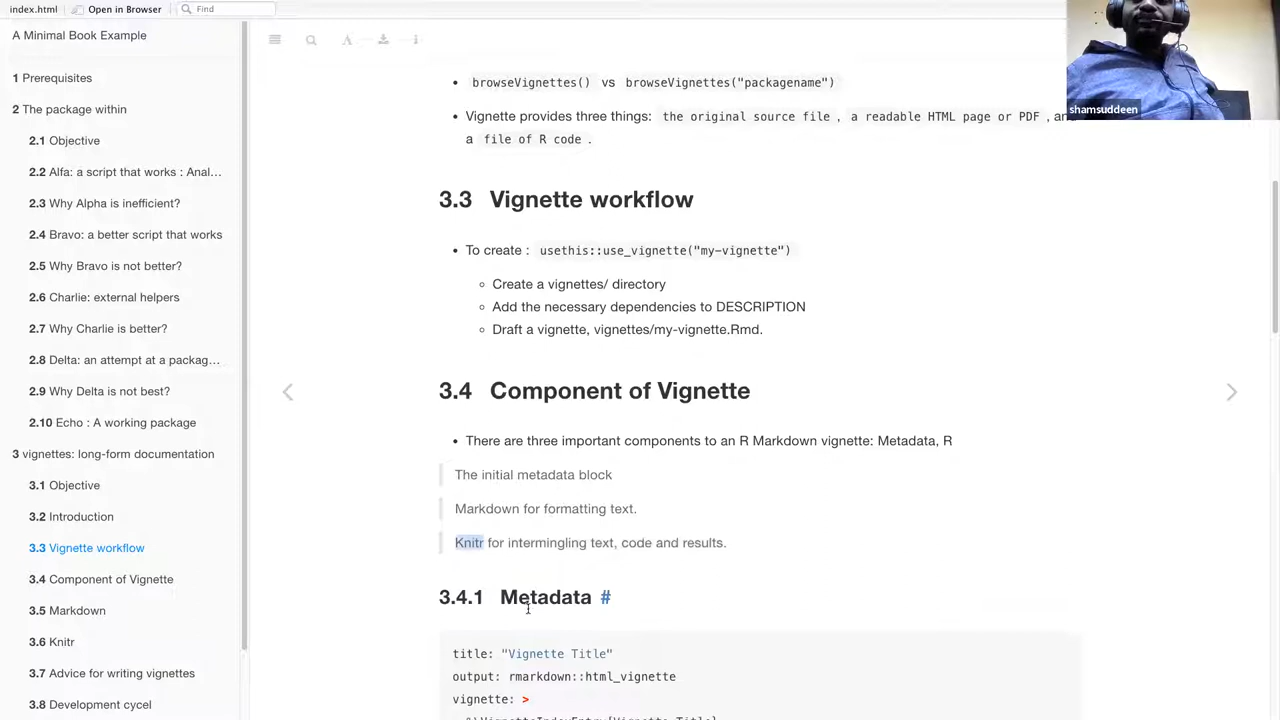 index.html
Open in Browser
Find
A Minimal Book Example
1 Prerequisites
2 The package within
2.1 Objective
2.2 Alfa: a script that works : Anal...
2.3 Why Alpha is inefficient?
2.4 Bravo: a better script that works
2.5 Why Bravo is not better?
2.6 Charlie: external helpers
2.7 Why Charlie is better?
2.8 Delta: an attempt at a packag...
2.9 Why Delta is not best?
2.10 Echo : A working package
3 vignettes: long-form documentation
3.1 Objective
3.2 Introduction
3.3 Vignette workflow
3.4 Component of Vignette
3.5 Markdown
3.6 Knitr
3.7 Advice for writing vignettes
3.8 Development cycel
A
i
• browseVignettes() vs browseVignettes("packagename")
• Vignette provides three things: the original source file , a readable HTML page or PDF , and
a file of R code .
3.3 Vignette workflow
• To create : usethis::use_vignette("my-vignette")
Create a vignettes/ directory
Add the necessary dependencies to DESCRIPTION
Draft a vignette, vignettes/my-vignette.Rmd.
3.4 Component of Vignette
• There are three important components to an R Markdown vignette: Metadata, R
The initial metadata block
Markdown for formatting text.
Knitr for intermingling text, code and results.
3.4.1 Metadata #
title: "Vignette Title"
output: rmarkdown::html_vignette
vignette: >
%\VignetteIndexEntry{Vignette Title}
shamsuddeen